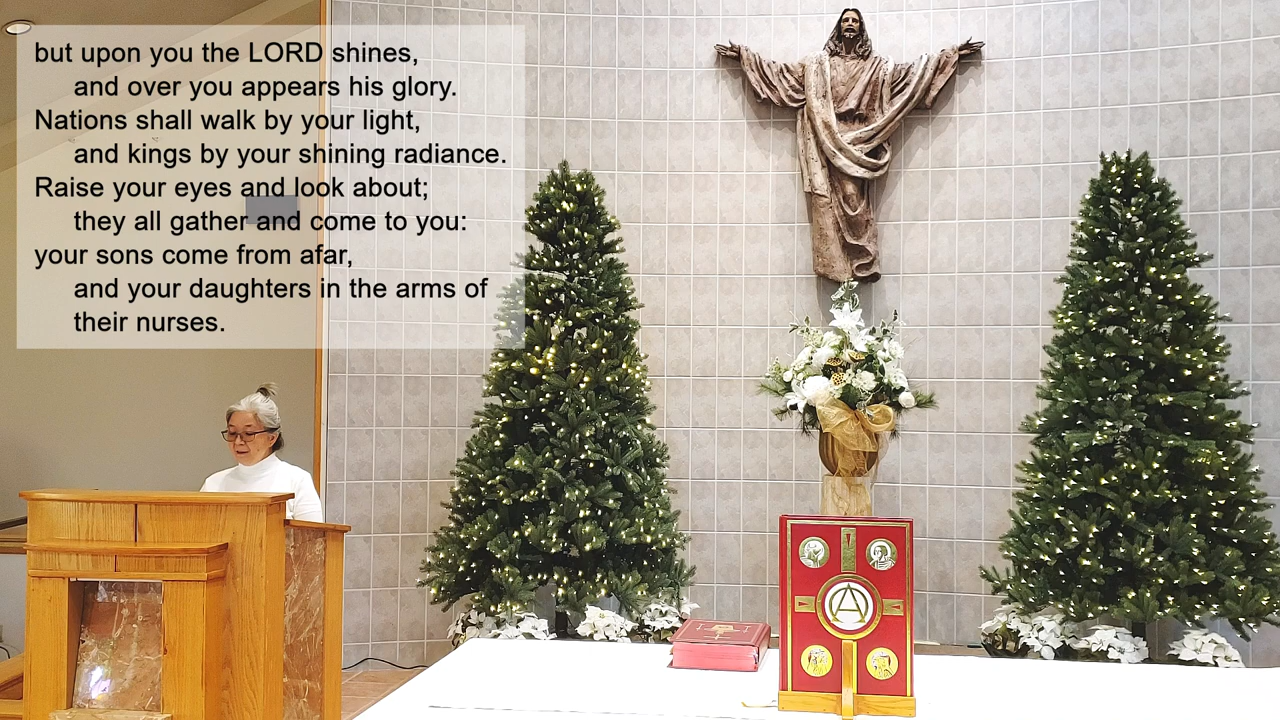 but upon you the LORD shines,
and over you appears his glory.
Nations shall walk by your light,
and kings by your shining radiance.
Raise your eyes and look about;
they all gather and come to you:
your sons come from afar,
and your daughters in the arms of
their nurses.